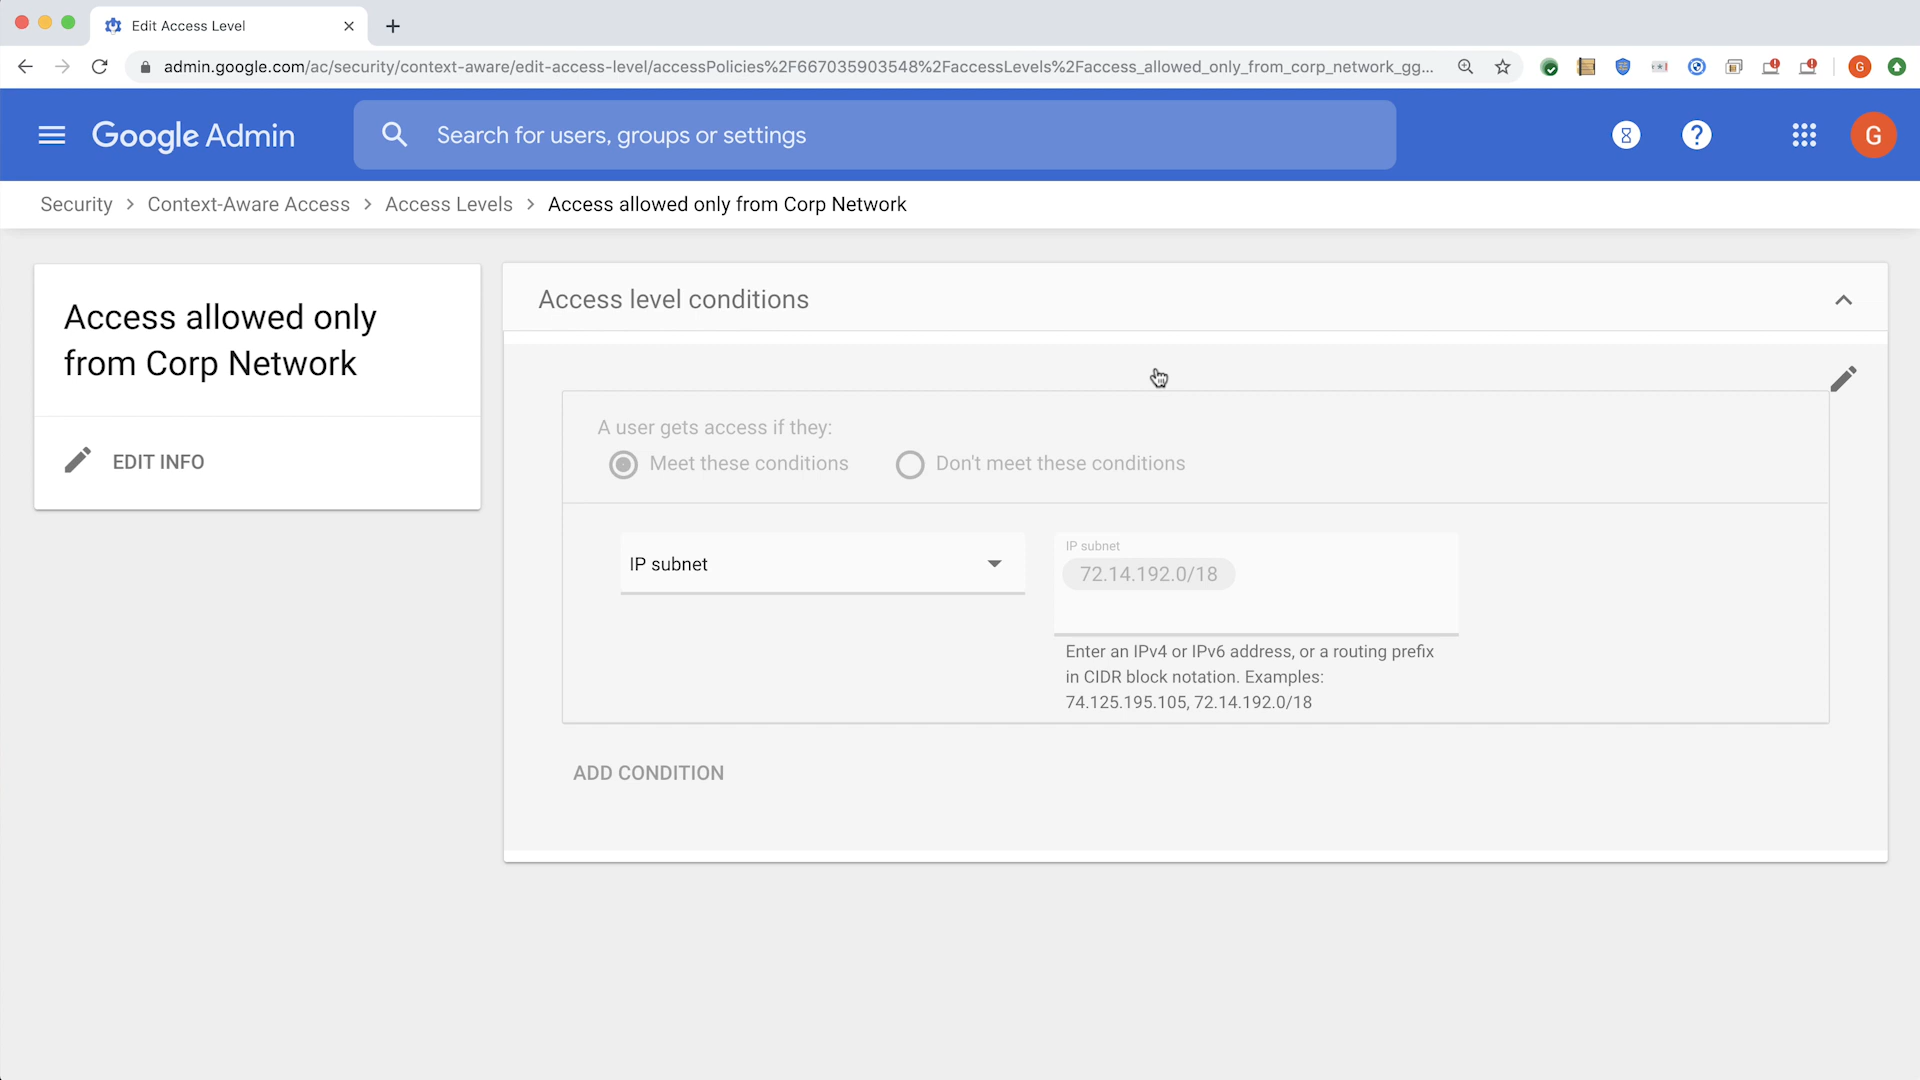 Edit Access Level
admin.google.com/ac/security/context-aware/edit-access-level/accessPolicies%2F667035903548%2FaccessLevels%2Faccess_allowed_only_from_corp_network_gg...
G
Google Admin
Search for users, groups or settings
?
G
Security > Context-Aware Access > Access Levels > Access allowed only from Corp Network
Access allowed only
from Corp Network
EDIT INFO
Access level conditions
A user gets access if they:
Meet these conditions
Don't meet these conditions
IP subnet
IP subnet
72.14.192.0/18
Enter an IPv4 or IPv6 address, or a routing prefix
in CIDR block notation. Examples:
74.125.195.105, 72.14.192.0/18
ADD CONDITION